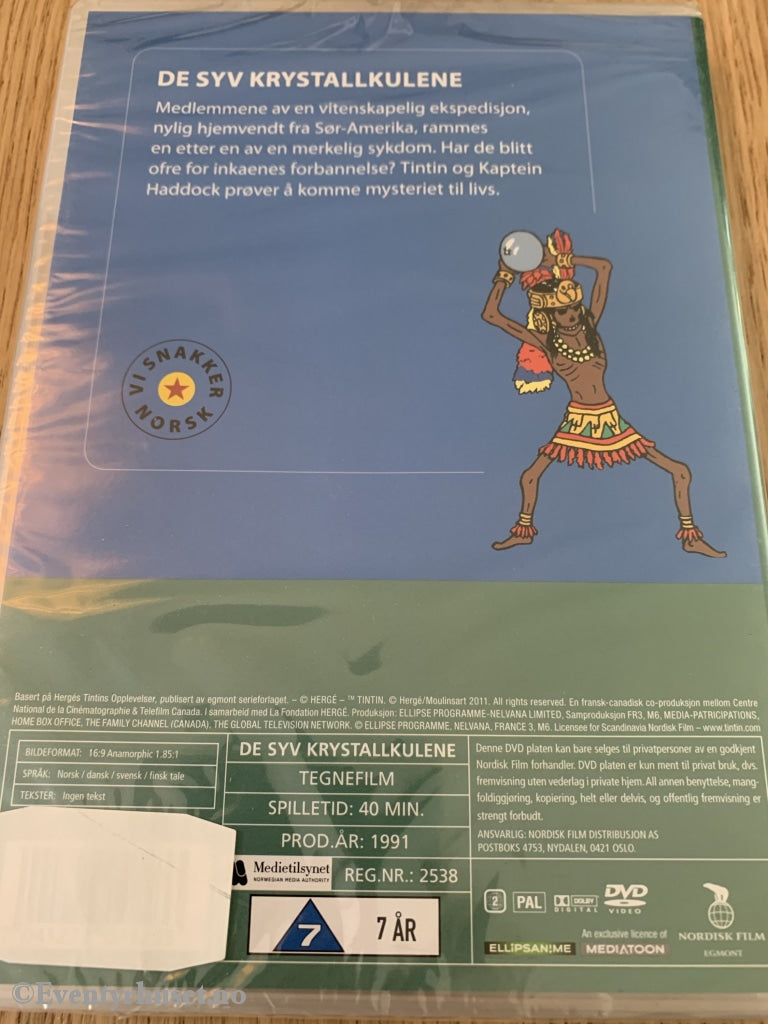 DE SYV KRYSTALLKULENE
Medlemmene av en vitenskapelig ekspedisjon,
nylig hjemvendt fra Sør-Amerika, rammes
en etter en av en merkelig sykdom. Har de blitt
ofre for inkaenes forbannelse? Tintin og Kaptein
Haddock prøver å komme mysteriet til livs.
VI SNAKKER
NORSK
Basert på Hergés Tintins Opplevelser, publisert av egmont serieforlaget. – © HERGÉ – ™ TINTIN. © Hergé/Moulinsart 2011. All rights reserved. En fransk-canadisk co-produksjon mellom Centre
National de la Cinématographie & Telefilm Canada. I samarbeid med La Fondation HERGÉ. Produksjon: ELLIPSE PROGRAMME-NELVANA LIMITED, Samproduksjon FR3, M6, MEDIA-PATRICIPATIONS,
HOME BOX OFFICE, THE FAMILY CHANNEL (CANADA), THE GLOBAL TELEVISION NETWORK. © ELLIPSE PROGRAMME, NELVANA, FRANCE 3, M6. Licensee for Scandinavia Nordisk Film – www.tintin.com
BILDEFORMAT: 16:9 Anamorphic 1.85:1
SPRÅK: Norsk / dansk / svensk / finsk tale
TEKSTER: Ingen tekst
DE SYV KRYSTALLKULENE
TEGNEFILM
SPILLETID: 40 MIN.
PROD.ÅR: 1991
Medietilsynet
NORWEGIAN MEDIA AUTHORITY
REG.NR.: 2538
7
7 ÅR
Denne DVD platen kan bare selges til privatpersoner av en godkjent
Nordisk Film forhandler. DVD platen er kun ment til privat bruk, dvs.
fremvisning uten vederlag i private hjem. All annen benyttelse, mang-
foldiggjøring, kopiering, helt eller delvis, og offentlig fremvisning er
strengt forbudt.
ANSVARLIG: NORDISK FILM DISTRIBUSJON AS
POSTBOKS 4753, NYDALEN, 0421 OSLO.
2
PAL
DOLBY
DIGITAL
DVD
VIDEO
An exclusive licence of
ELLIPSANIME
MEDIATOON
NORDISK FILM
EGMONT
©Eventyrhuset.no